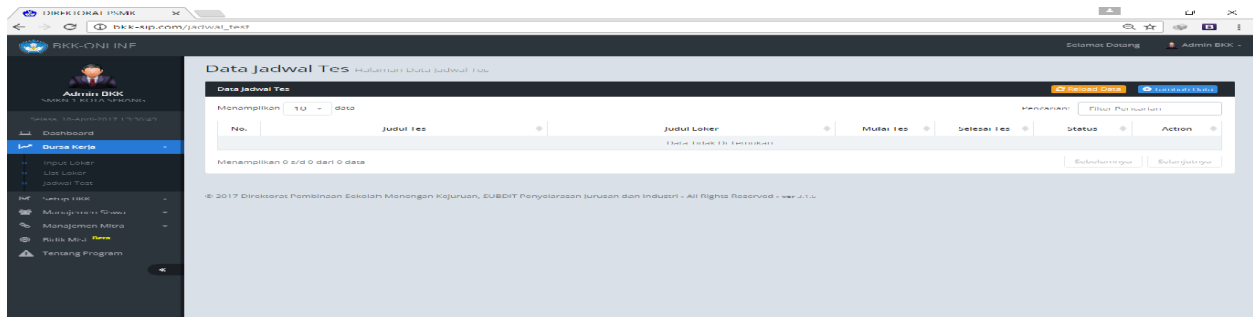 DIREKTORAT PSMK
bkk-sip.com/jadwal_test
BKK-ONLINE
Selamat Datang
Admin BKK
Admin BKK
SMKN 1 KOTA SERANG
Data Jadwal Tes Halaman Data Jadwal Tes
Data Jadwal Tes
Reload Data
Tambah Data
Menampilkan 10 data
Pencarian: Filter Pencarian
No. Judul Tes Judul Loker Mulai Tes Selesai Tes Status Action
Data Tidak Di Temukan
Menampilkan 0 s/d 0 dari 0 data
Sebelumnya
Selanjutnya
Dashboard
Bursa Kerja
Input Loker
List Loker
Jadwal Test
Setup BKK
Manajemen Siswa
Manajemen Mitra
Bidik Misi Beta
Tentang Program
© 2017 Direktorat Pembinaan Sekolah Menengah Kejuruan, SUBDIT Penyelarasan Jurusan dan Industri - All Rights Reserved -